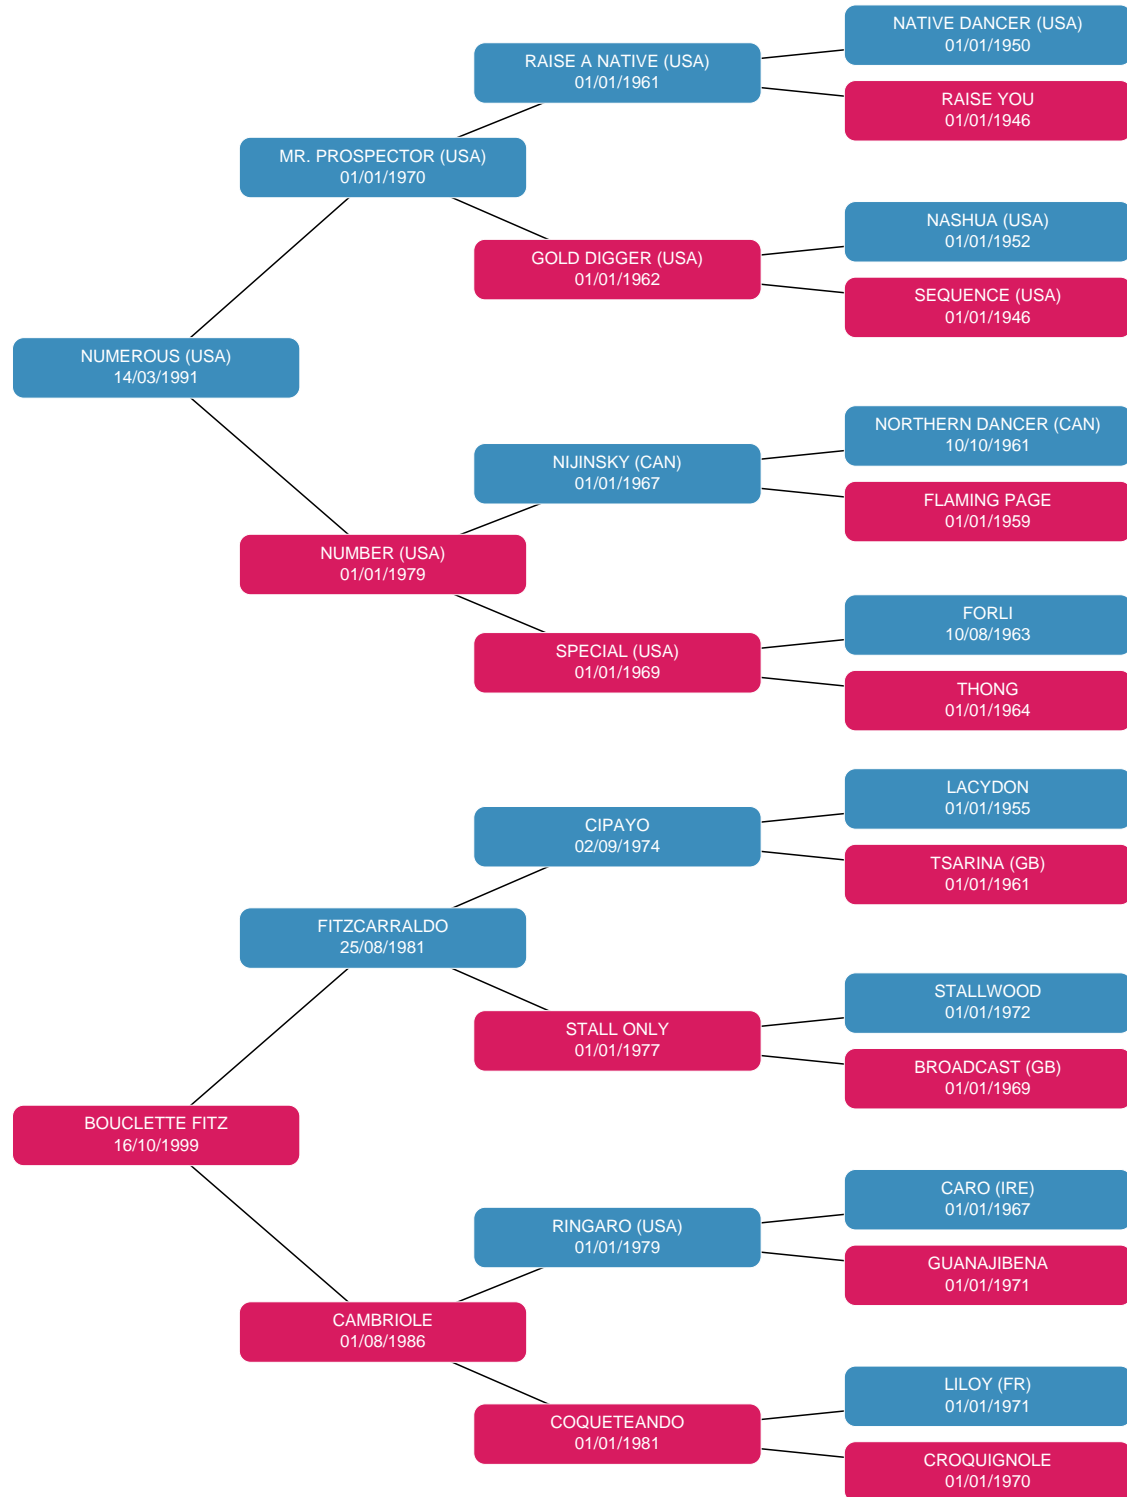 NATIVE DANCER (USA)
01/01/1950
RAISE A NATIVE (USA)
01/01/1961
RAISE YOU
01/01/1946
MR. PROSPECTOR (USA)
01/01/1970
NASHUA (USA)
01/01/1952
GOLD DIGGER (USA)
01/01/1962
SEQUENCE (USA)
01/01/1946
NUMEROUS (USA)
14/03/1991
NORTHERN DANCER (CAN)
10/10/1961
NIJINSKY (CAN)
01/01/1967
FLAMING PAGE
01/01/1959
NUMBER (USA)
01/01/1979
FORLI
10/08/1963
SPECIAL (USA)
01/01/1969
THONG
01/01/1964
LACYDON
01/01/1955
CIPAYO
02/09/1974
TSARINA (GB)
01/01/1961
FITZCARRALDO
25/08/1981
STALLWOOD
01/01/1972
STALL ONLY
01/01/1977
BROADCAST (GB)
01/01/1969
BOUCLETTE FITZ
16/10/1999
CARO (IRE)
01/01/1967
RINGARO (USA)
01/01/1979
GUANAJIBENA
01/01/1971
CAMBRIOLE
01/08/1986
LILOY (FR)
01/01/1971
COQUETEANDO
01/01/1981
CROQUIGNOLE
01/01/1970